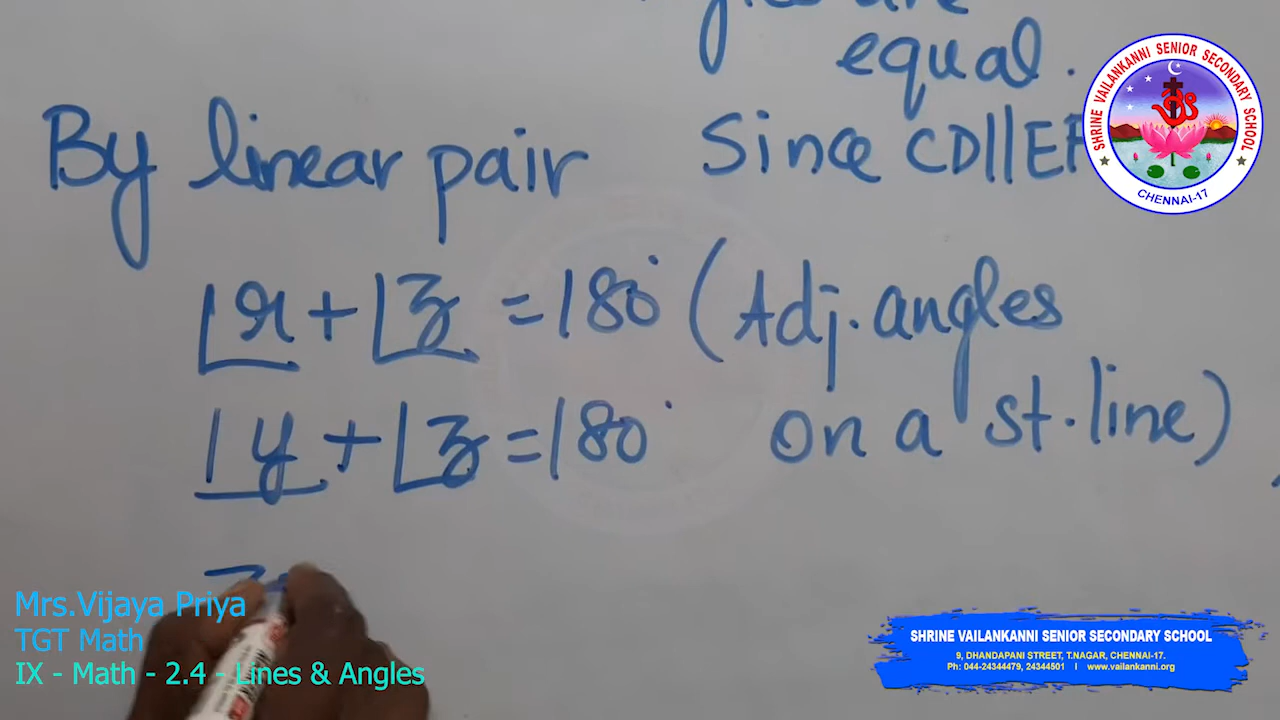 equal.
By linear pair Since CD||EF
∠r + ∠z = 180° (Adj. angles
∠y + ∠z = 180° on a st. line)
SHRINE VAILANKANNI SENIOR SECONDARY SCHOOL
CHENNAI-17
Mrs.Vijaya Priya
TGT Math
IX - Math - 2.4 - Lines & Angles
SHRINE VAILANKANNI SENIOR SECONDARY SCHOOL
9, DHANDAPANI STREET, T.NAGAR, CHENNAI-17.
Ph: 044-24344479, 24344501 I www.vailankanni.org